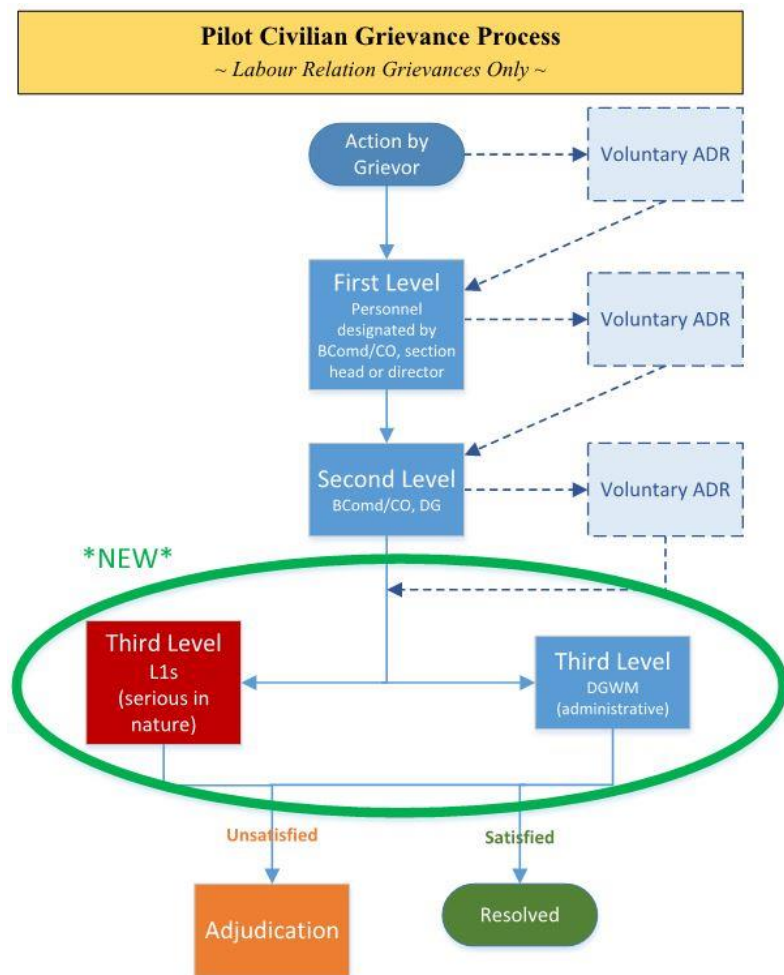 Pilot Civilian Grievance Process
~ Labour Relation Grievances Only ~
Action by
Grievor
Voluntary ADR
First Level
Personnel
designated by
BComd/CO, section
head or director
Voluntary ADR
Second Level
BComd/CO, DG
Voluntary ADR
*NEW*
Third Level
L1s
(serious in
nature)
Third Level
DGWM
(administrative)
Unsatisfied
Satisfied
Adjudication
Resolved